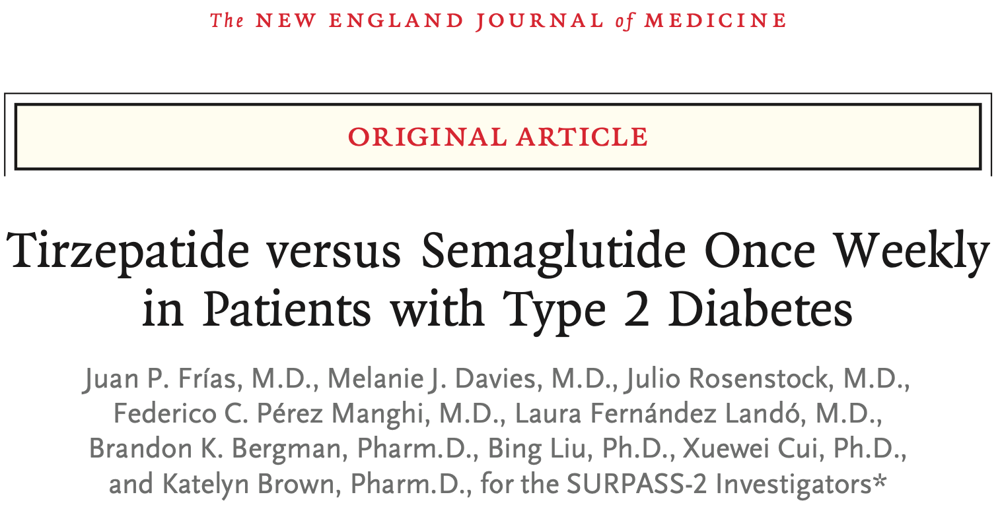 The NEW ENGLAND JOURNAL of MEDICINE
ORIGINAL ARTICLE
Tirzepatide versus Semaglutide Once Weekly
in Patients with Type 2 Diabetes
Juan P. Frías, M.D., Melanie J. Davies, M.D., Julio Rosenstock, M.D.,
Federico C. Pérez Manghi, M.D., Laura Fernández Landó, M.D.,
Brandon K. Bergman, Pharm.D., Bing Liu, Ph.D., Xuewei Cui, Ph.D.,
and Katelyn Brown, Pharm.D., for the SURPASS-2 Investigators*